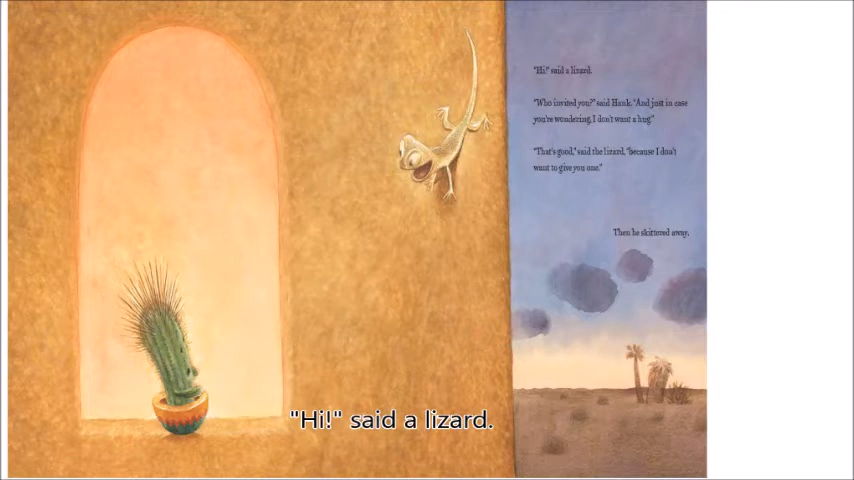 "Hi!" said a lizard.
"Who invited you?" said Hank. "And just in case
you're wondering, I don't want a hug."
"That's good," said the lizard, "because I don't
want to give you one."
Then he skittered away.
"Hi!" said a lizard.